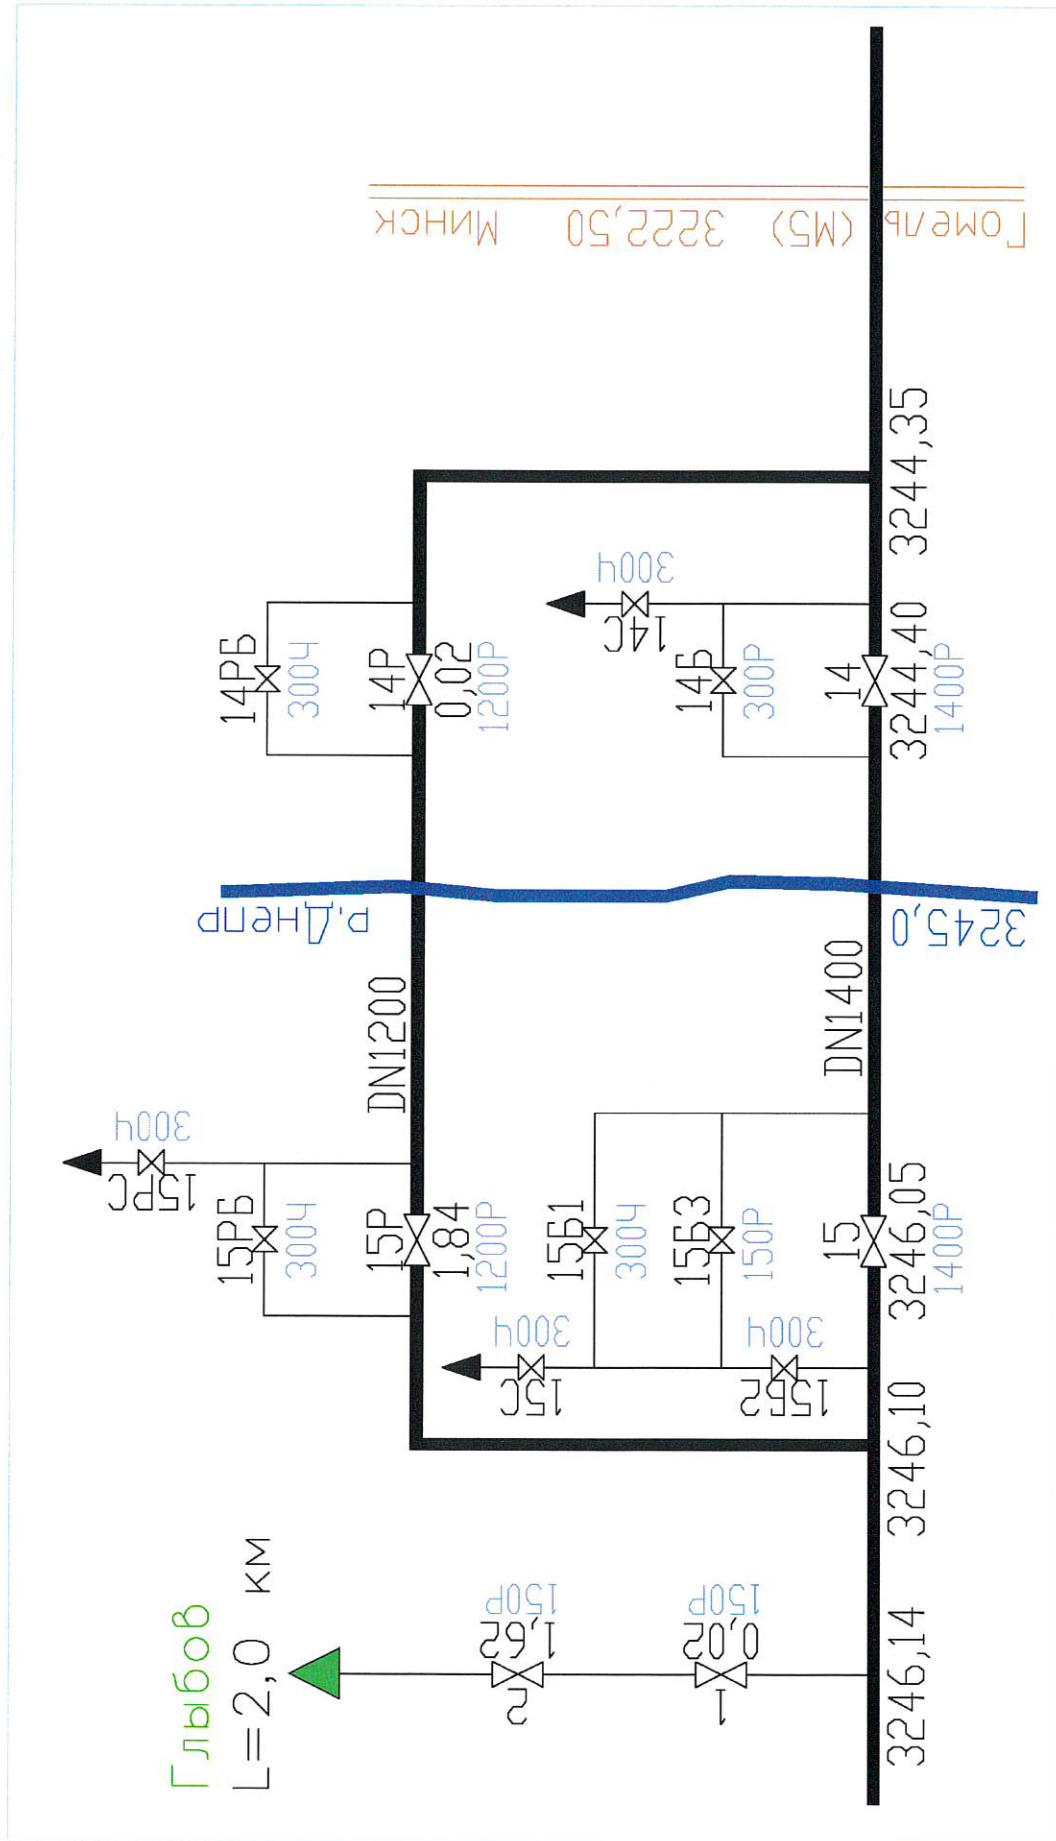 Глыбов
L=2,0 км
2
1,62
150Р
1
0,02
150Р
3246,14
3246,10
15РС
300Ч
15РБ
300Ч
15Р
1,84
1200Р
15С
300Ч
15Б1
300Ч
15Б3
150Р
15Б2
300Ч
15
3246,05
1400Р
DN1200
DN1400
р.Днепр
3245,0
14РБ
300Ч
14Р
0,02
1200Р
14С
300Ч
14Б
300Р
14
3244,40
1400Р
3244,35
Гомель (М5) 3222,50 Минск